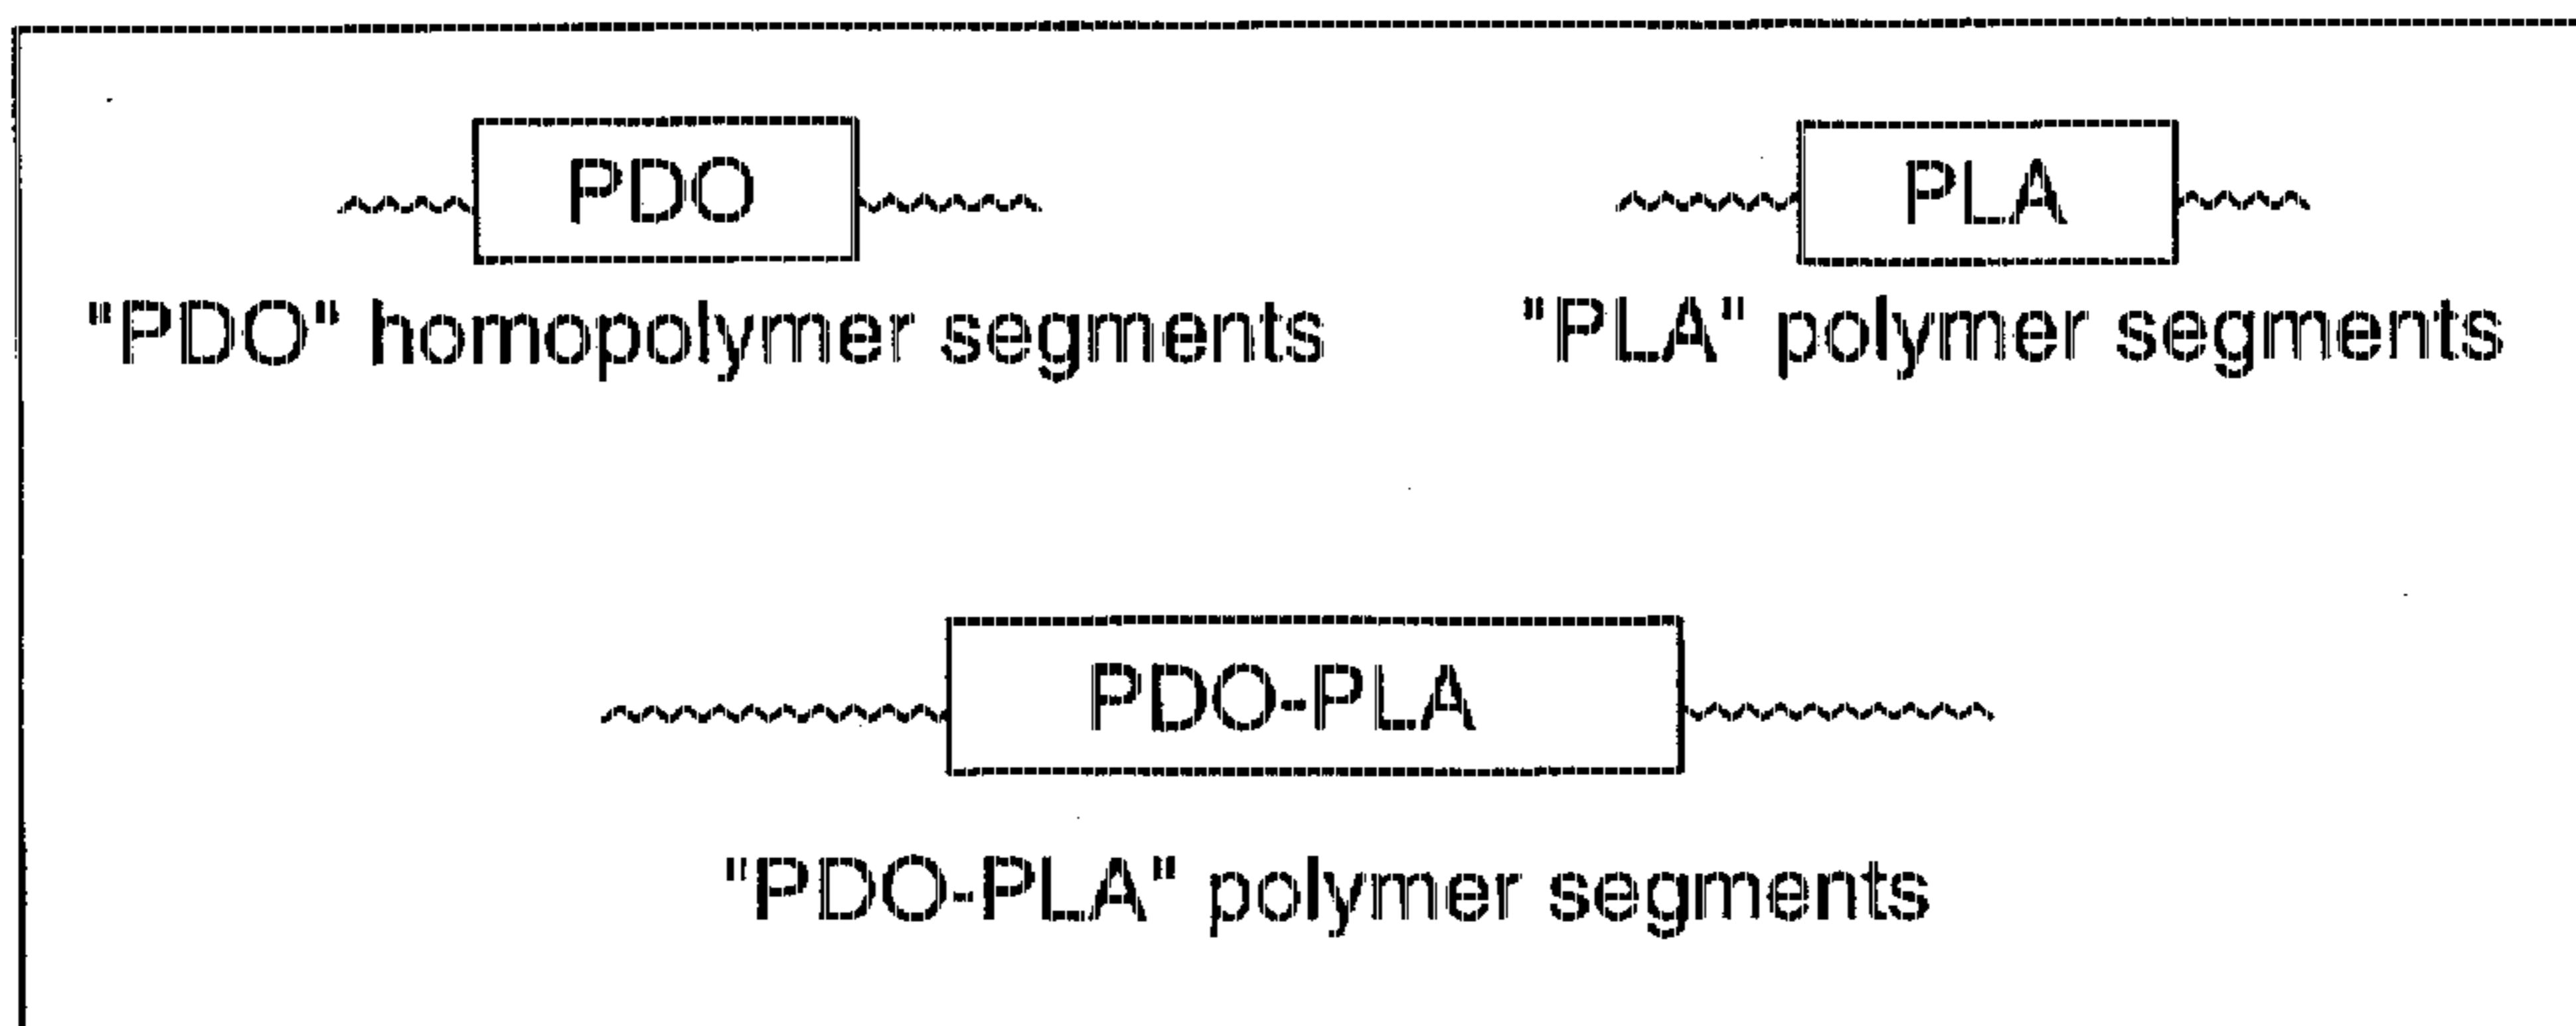 PDO PLA
"PDO" homopolymer segments "PLA" polymer segments
PDO-PLA
"PDO-PLA" polymer segments